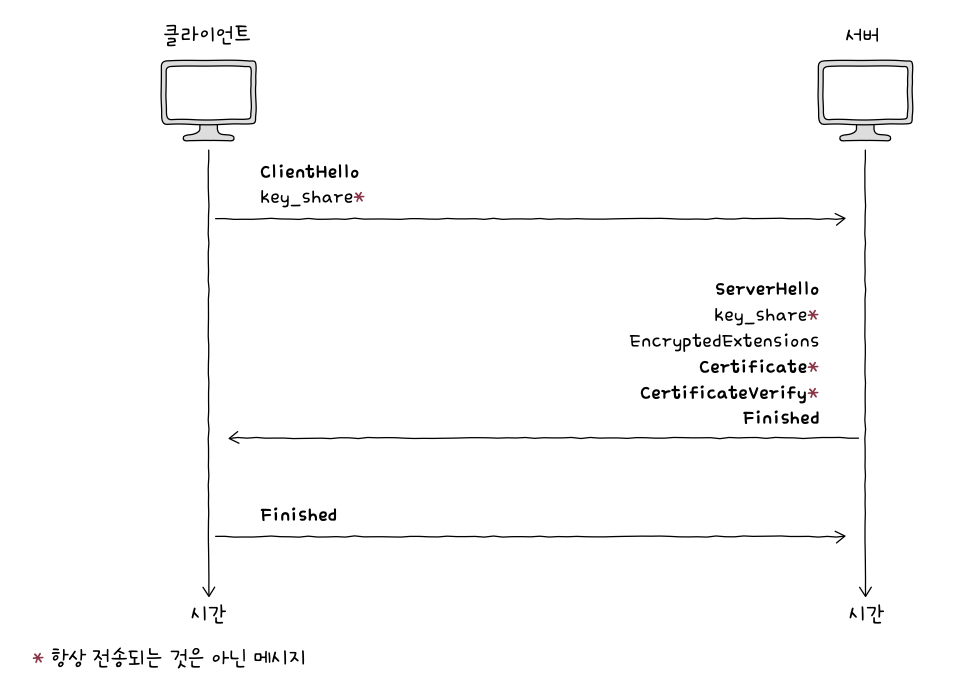 클라이언트
서버
ClientHello
key_share*
ServerHello
key_share*
EncryptedExtensions
Certificate*
CertificateVerify*
Finished
Finished
시간
시간
* 항상 전송되는 것은 아닌 메시지